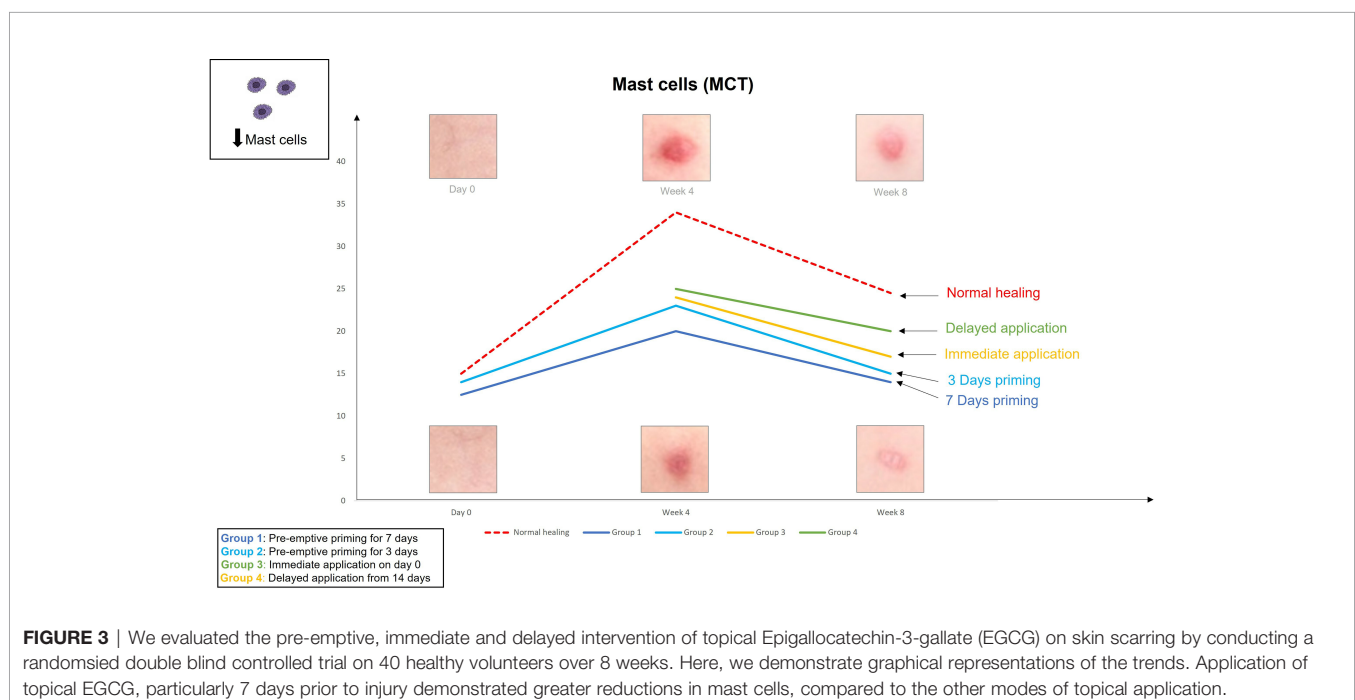 Mast cells (MCT)
Mast cells
40
35
30
25
20
15
10
5
0
Day 0
Week 4
Week 8
Normal healing
Delayed application
Immediate application
3 Days priming
7 Days priming
Day 0
Week 4
Week 8
Normal healing
Group 1
Group 2
Group 3
Group 4
Group 1: Pre-emptive priming for 7 days
Group 2: Pre-emptive priming for 3 days
Group 3: Immediate application on day 0
Group 4: Delayed application from 14 days
FIGURE 3 | We evaluated the pre-emptive, immediate and delayed intervention of topical Epigallocatechin-3-gallate (EGCG) on skin scarring by conducting a
randomsied double blind controlled trial on 40 healthy volunteers over 8 weeks. Here, we demonstrate graphical representations of the trends. Application of
topical EGCG, particularly 7 days prior to injury demonstrated greater reductions in mast cells, compared to the other modes of topical application.